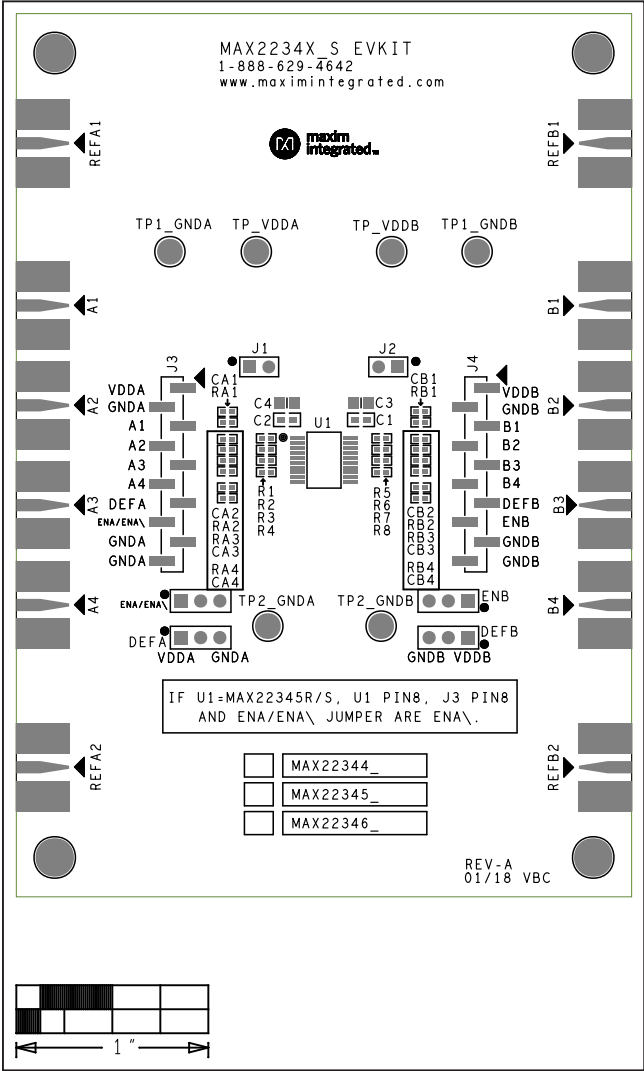 MAX2234X_S EVKIT
1-888-629-4642
www.maximintegrated.com
maxim
integrated™
REFA1
REFB1
TP1_GNDA
TP_VDDA
TP_VDDB
TP1_GNDB
A1
B1
J1
J2
J3
J4
CA1
RA1
CB1
RB1
C4
C3
C2
U1
C1
VDDA
GNDA
A1
A2
A3
A4
DEFA
ENA/ENA\
GNDA
GNDA
VDDB
GNDB
B1
B2
B3
B4
DEFB
ENB
GNDB
GNDB
A2
B2
A3
B3
A4
B4
R1
R2
R3
R4
R5
R6
R7
R8
CA2
RA2
RA3
CA3
RA4
CA4
CB2
RB2
RB3
CB3
RB4
CB4
ENA/ENA\
TP2_GNDA
TP2_GNDB
ENB
DEFA
DEFB
VDDA GNDA
GNDB VDDB
IF U1=MAX22345R/S, U1 PIN8, J3 PIN8
AND ENA/ENA\ JUMPER ARE ENA\.
REFA2
REFB2
MAX22344_
MAX22345_
MAX22346_
REV-A
01/18 VBC
1 "